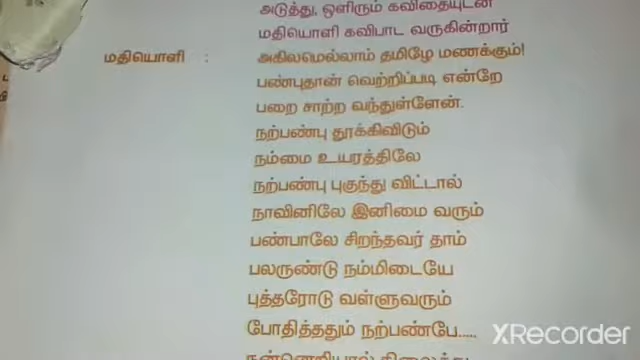 அடுத்து, ஒளிரும் கவிதையுடன்
மதியொளி கவிபாட வருகின்றார்
மதியொளி : அகிலமெல்லாம் தமிழே மணக்கும்!
பண்புதான் வெற்றிப்படி என்றே
பறை சாற்ற வந்துள்ளேன்.
நற்பண்பு தூக்கிவிடும்
நம்மை உயரத்திலே
நற்பண்பு புகுந்து விட்டால்
நாவினிலே இனிமை வரும்
பண்பாலே சிறந்தவர் தாம்
பலருண்டு நம்மிடையே
புத்தரோடு வள்ளுவரும்
போதித்ததும் நற்பண்பே.....
XRecorder